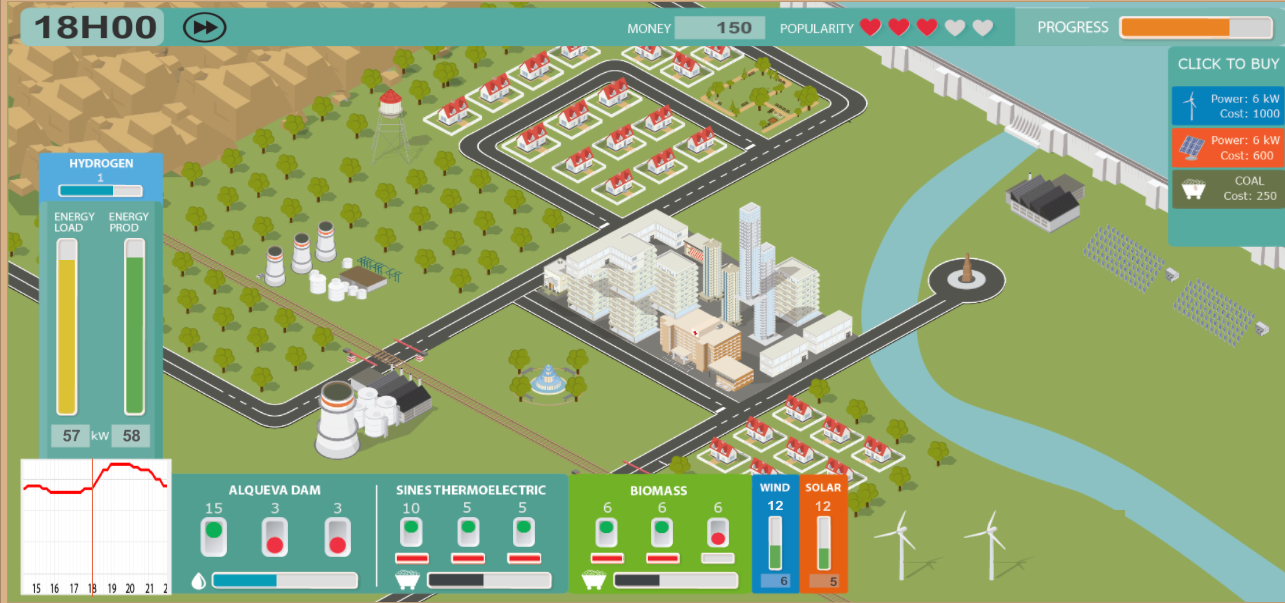 18H00
MONEY 150 POPULARITY PROGRESS
CLICK TO BUY
Power: 6 kW
Cost: 1000
Power: 6 kW
Cost: 600
COAL
Cost: 250
HYDROGEN
1
ENERGY LOAD
ENERGY PROD
57 kW 58
15 16 17 18 19 20 21 2
ALQUEVA DAM
15 3 3
SINES THERMOELECTRIC
10 5 5
BIOMASS
6 6 6
WIND
12
6
SOLAR
12
5